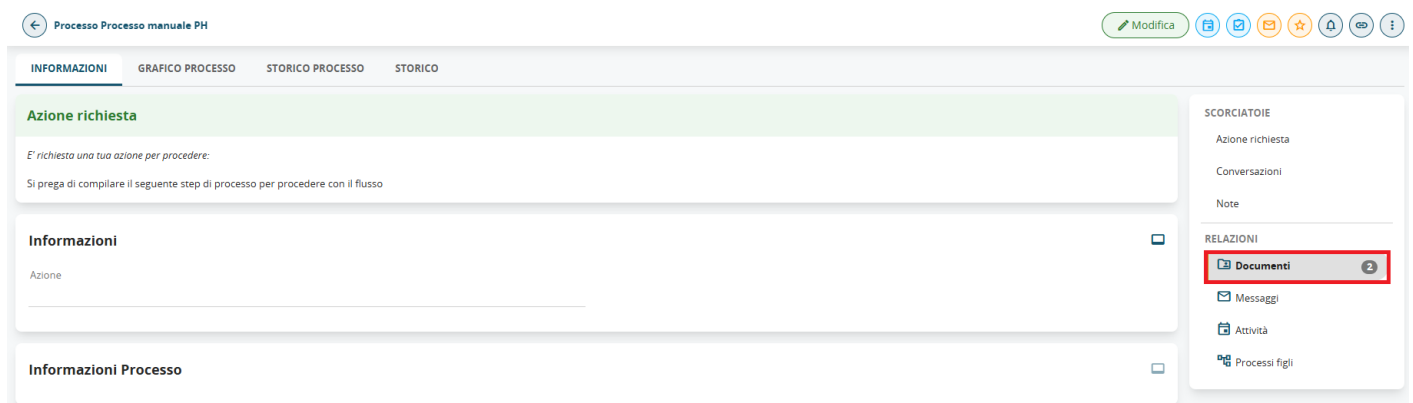 Processo Processo manuale PH
Modifica
INFORMAZIONI GRAFICO PROCESSO STORICO PROCESSO STORICO
Azione richiesta
E' richiesta una tua azione per procedere:
Si prega di compilare il seguente step di processo per procedere con il flusso
Informazioni
Azione
Informazioni Processo
SCORCIATOIE
Azione richiesta
Conversazioni
Note
RELAZIONI
Documenti 2
Messaggi
Attività
Processi figli